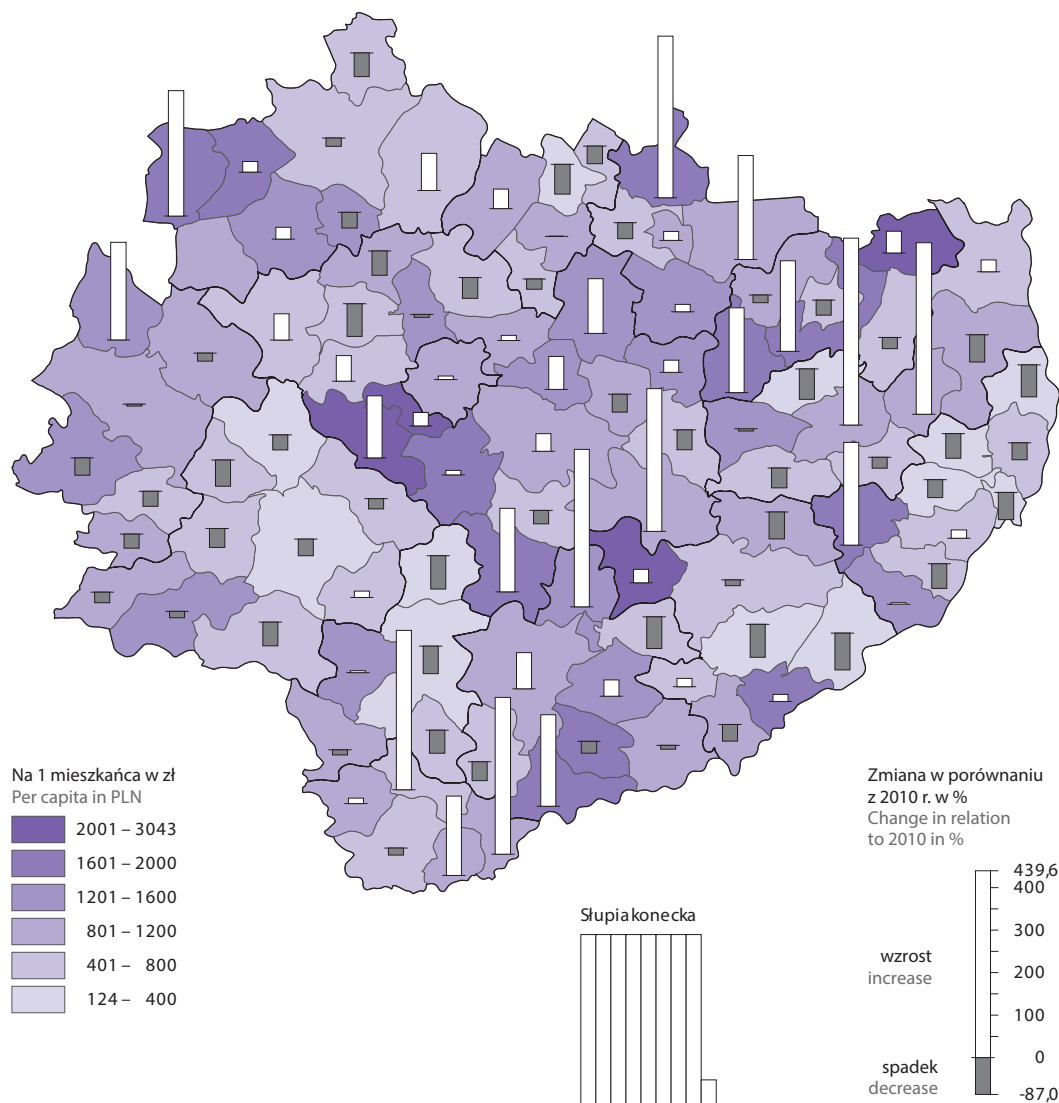 Na 1 mieszkańca w zł
Per capita in PLN
2001 – 3043
1601 – 2000
1201 – 1600
801 – 1200
401 – 800
124 – 400
Słupia konecka
Zmiana w porównaniu
z 2010 r. w %
Change in relation
to 2010 in %
439,6
400
300
200
100
0
-87,0
wzrost
increase
spadek
decrease